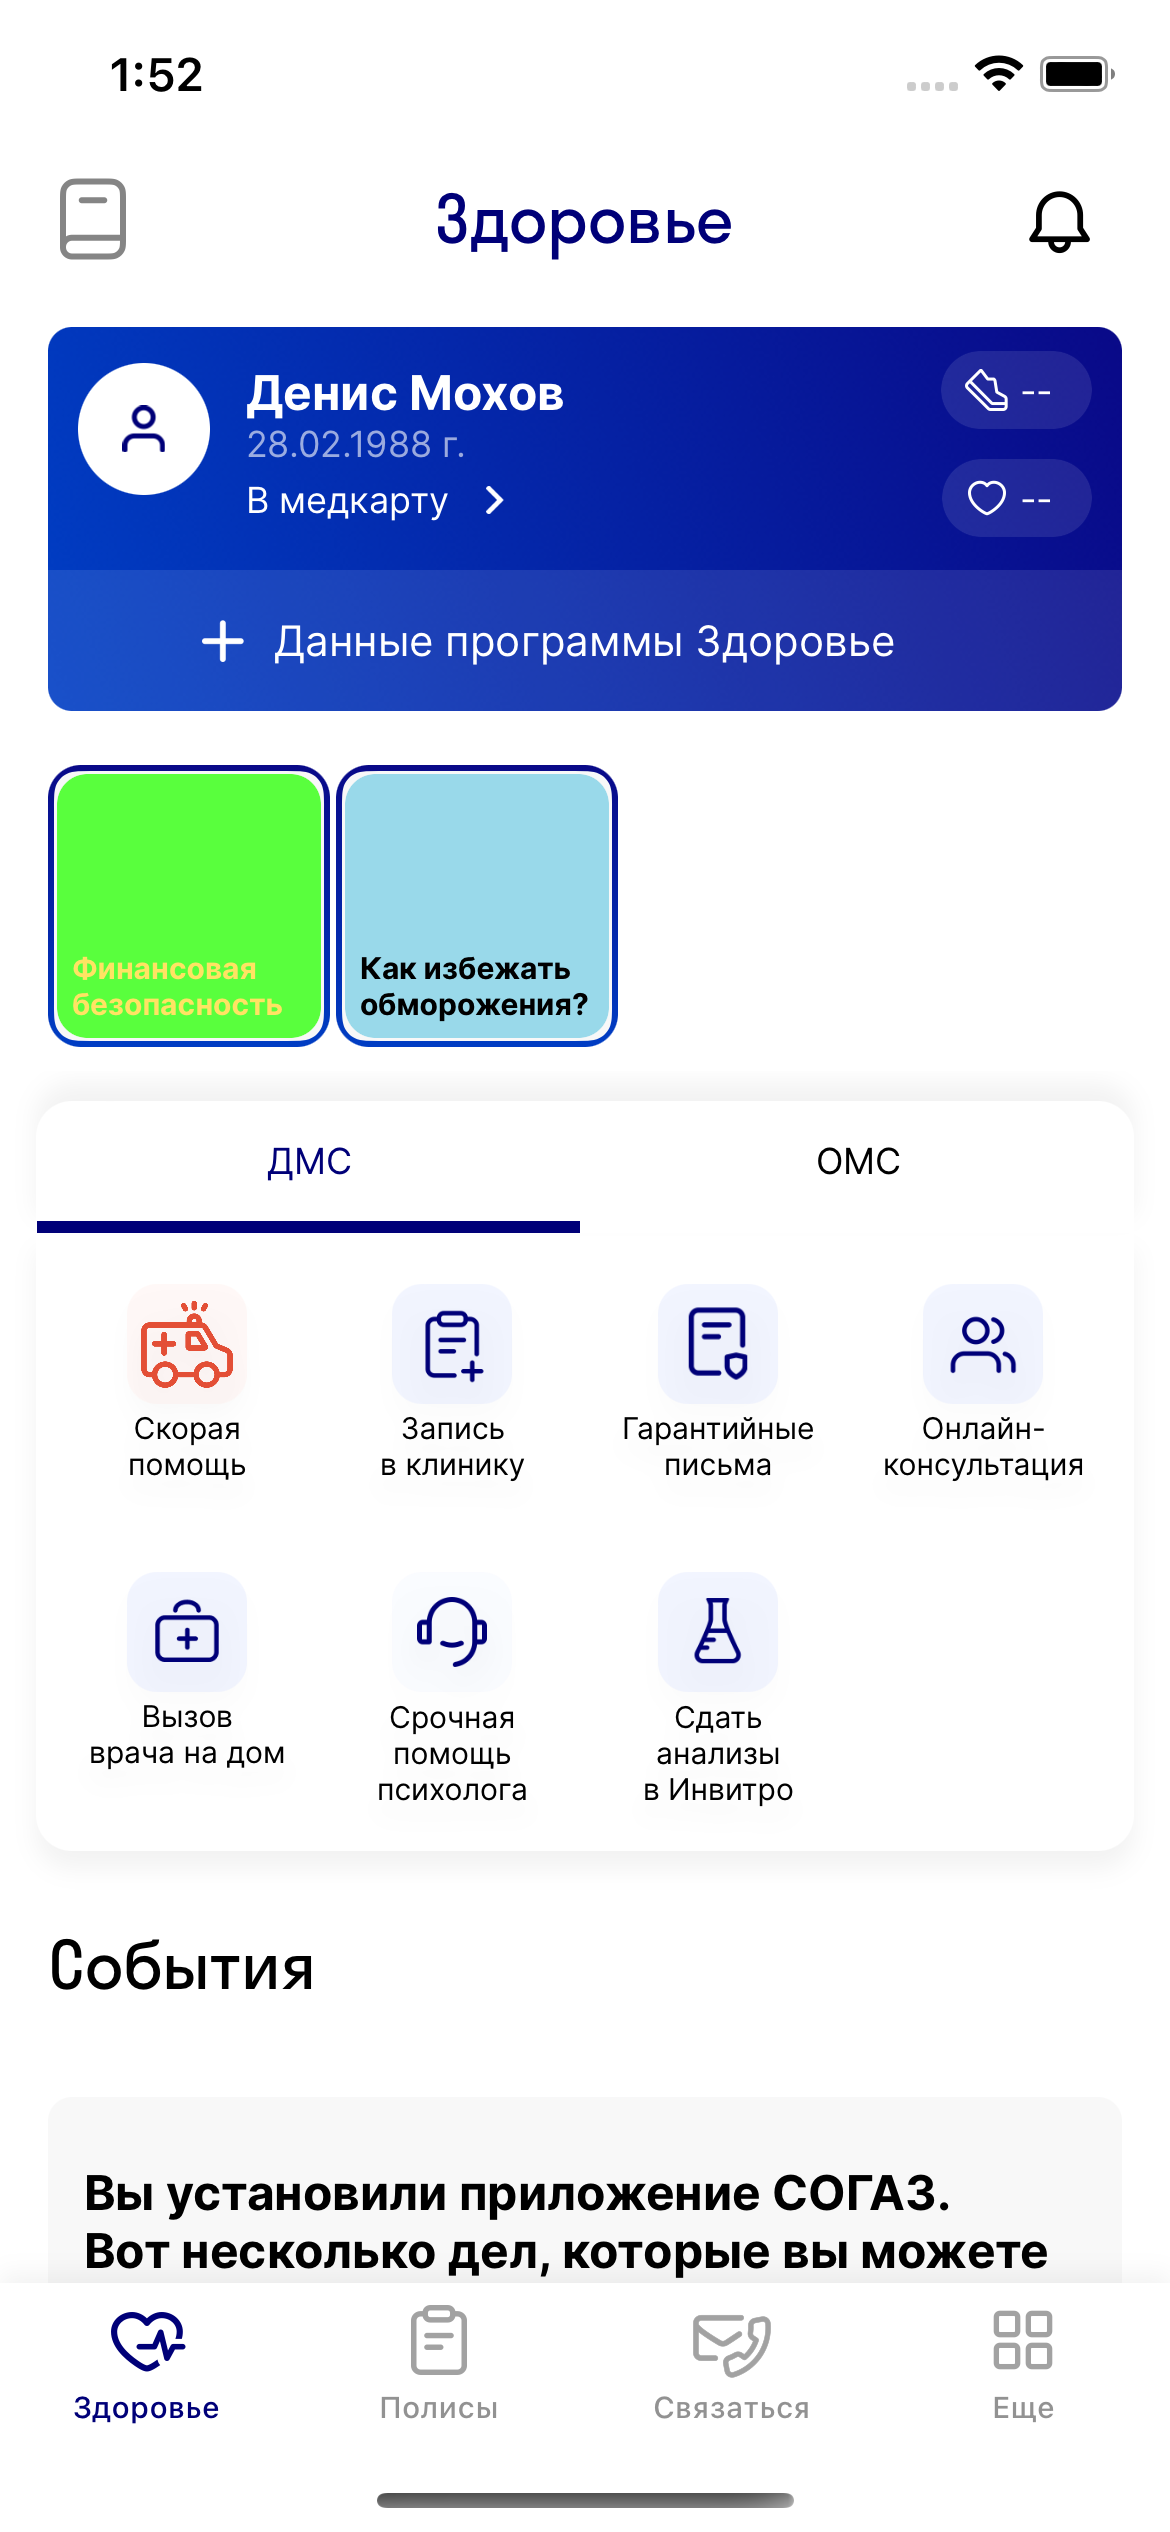 1:52
Здоровье
Денис Мохов
28.02.1988 г.
В медкарту
--
--
Данные программы Здоровье
Финансовая
безопасность
Как избежать
обморожения?
ДМС
ОМС
Скорая
помощь
Запись
в клинику
Гарантийные
письма
Онлайн-
консультация
Вызов
врача на дом
Срочная
помощь
психолога
Сдать
анализы
в Инвитро
События
Вы установили приложение СОГАЗ.
Вот несколько дел, которые вы можете
Здоровье
Полисы
Связаться
Еще